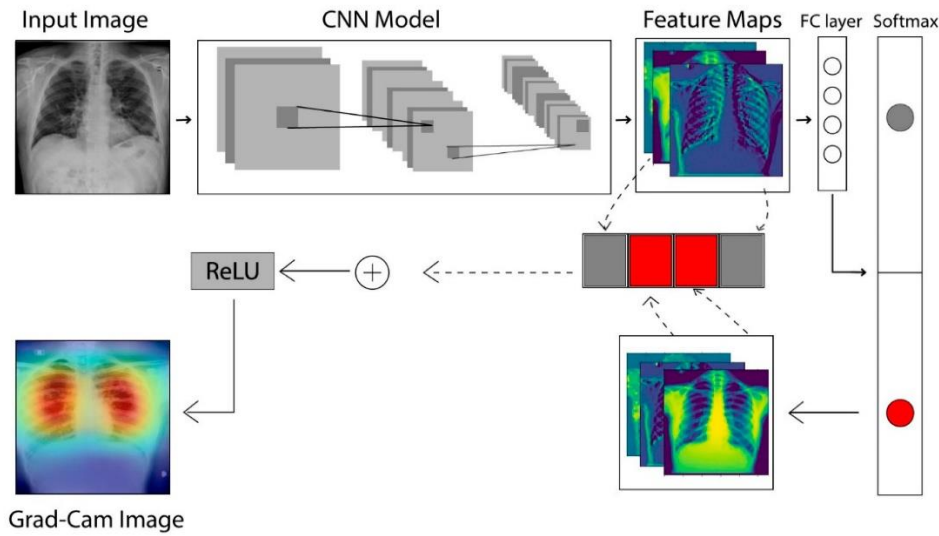 Input Image
CNN Model
Feature Maps
FC layer
Softmax
ReLU
Grad-Cam Image